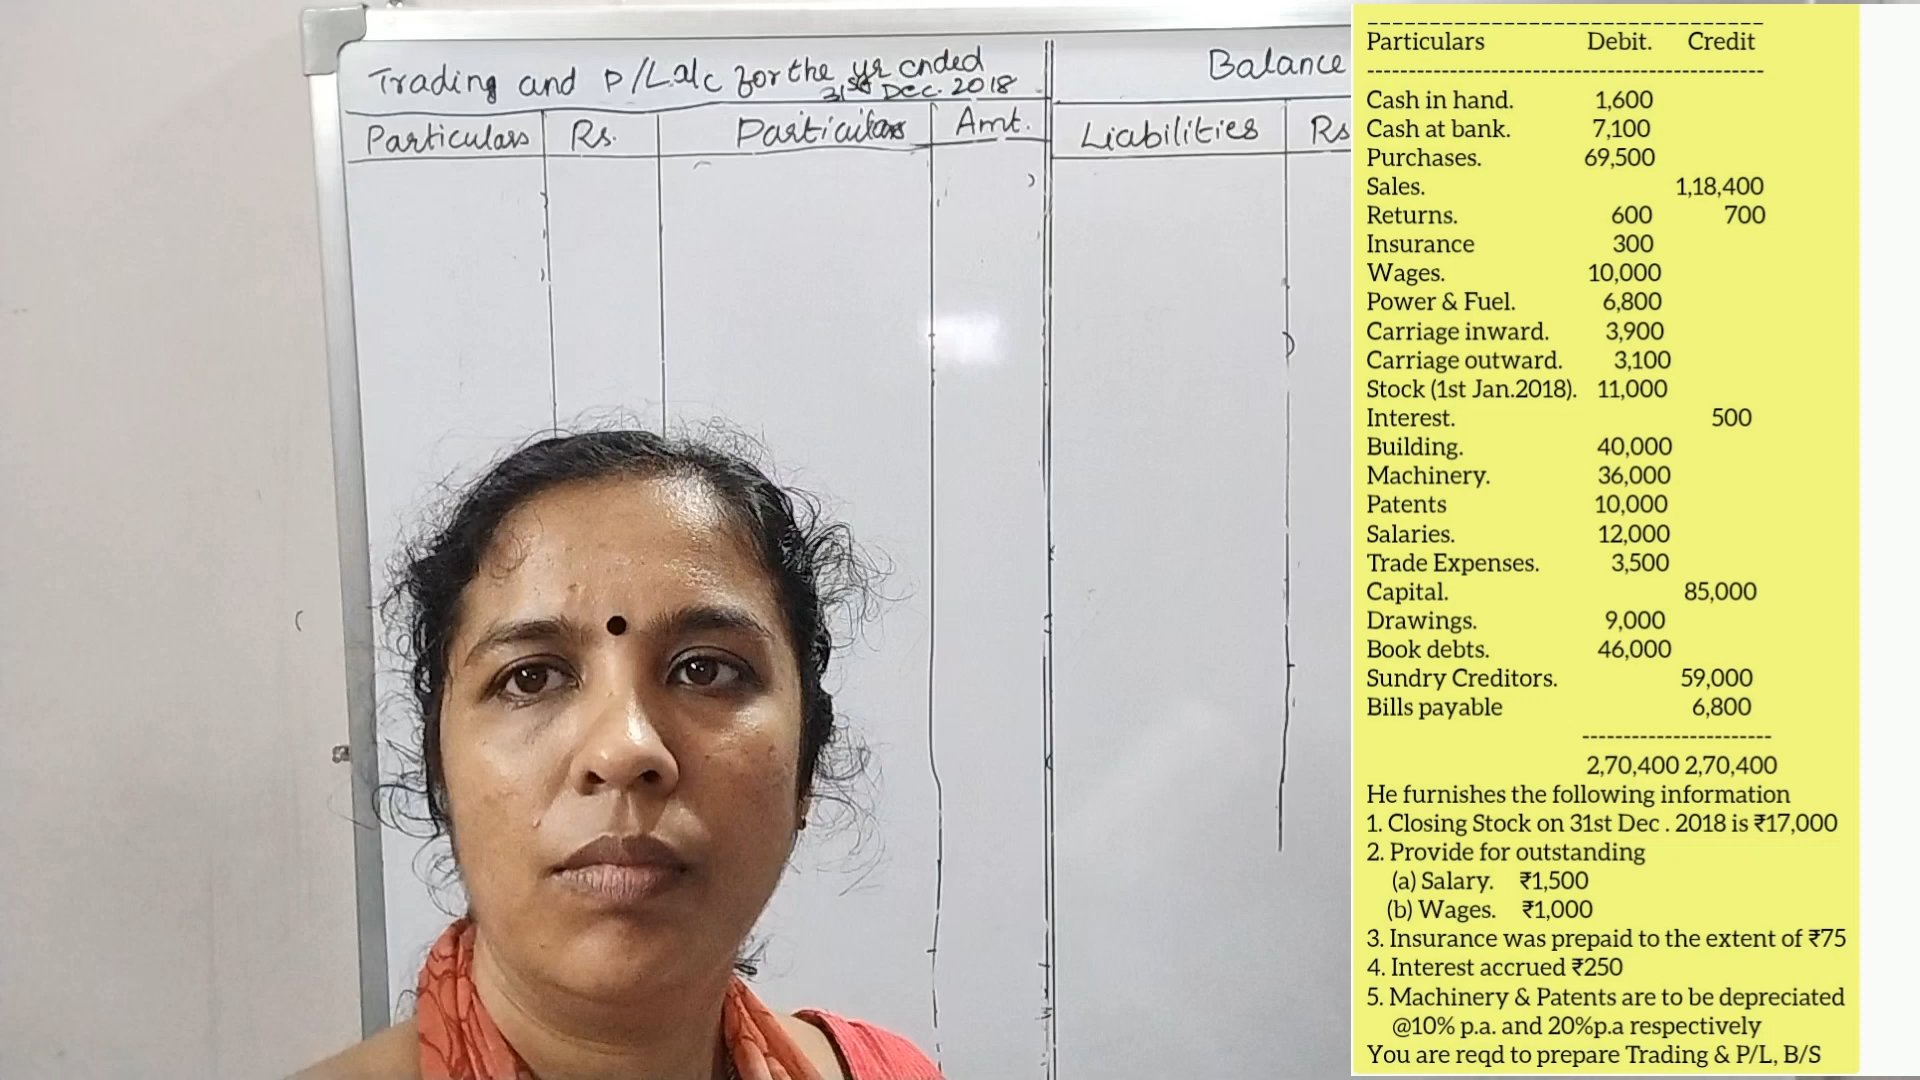 Trading and P/L a/c for the yr ended
31st Dec. 2018
Particulars Rs. Particulars Amt.
Balance
Liabilities Rs
Particulars Debit. Credit
Cash in hand. 1,600
Cash at bank. 7,100
Purchases. 69,500
Sales. 1,18,400
Returns. 600 700
Insurance 300
Wages. 10,000
Power & Fuel. 6,800
Carriage inward. 3,900
Carriage outward. 3,100
Stock (1st Jan.2018). 11,000
Interest. 500
Building. 40,000
Machinery. 36,000
Patents 10,000
Salaries. 12,000
Trade Expenses. 3,500
Capital. 85,000
Drawings. 9,000
Book debts. 46,000
Sundry Creditors. 59,000
Bills payable 6,800
2,70,400 2,70,400
He furnishes the following information
1. Closing Stock on 31st Dec . 2018 is ₹17,000
2. Provide for outstanding
(a) Salary. ₹1,500
(b) Wages. ₹1,000
3. Insurance was prepaid to the extent of ₹75
4. Interest accrued ₹250
5. Machinery & Patents are to be depreciated
@10% p.a. and 20%p.a respectively
You are reqd to prepare Trading & P/L, B/S